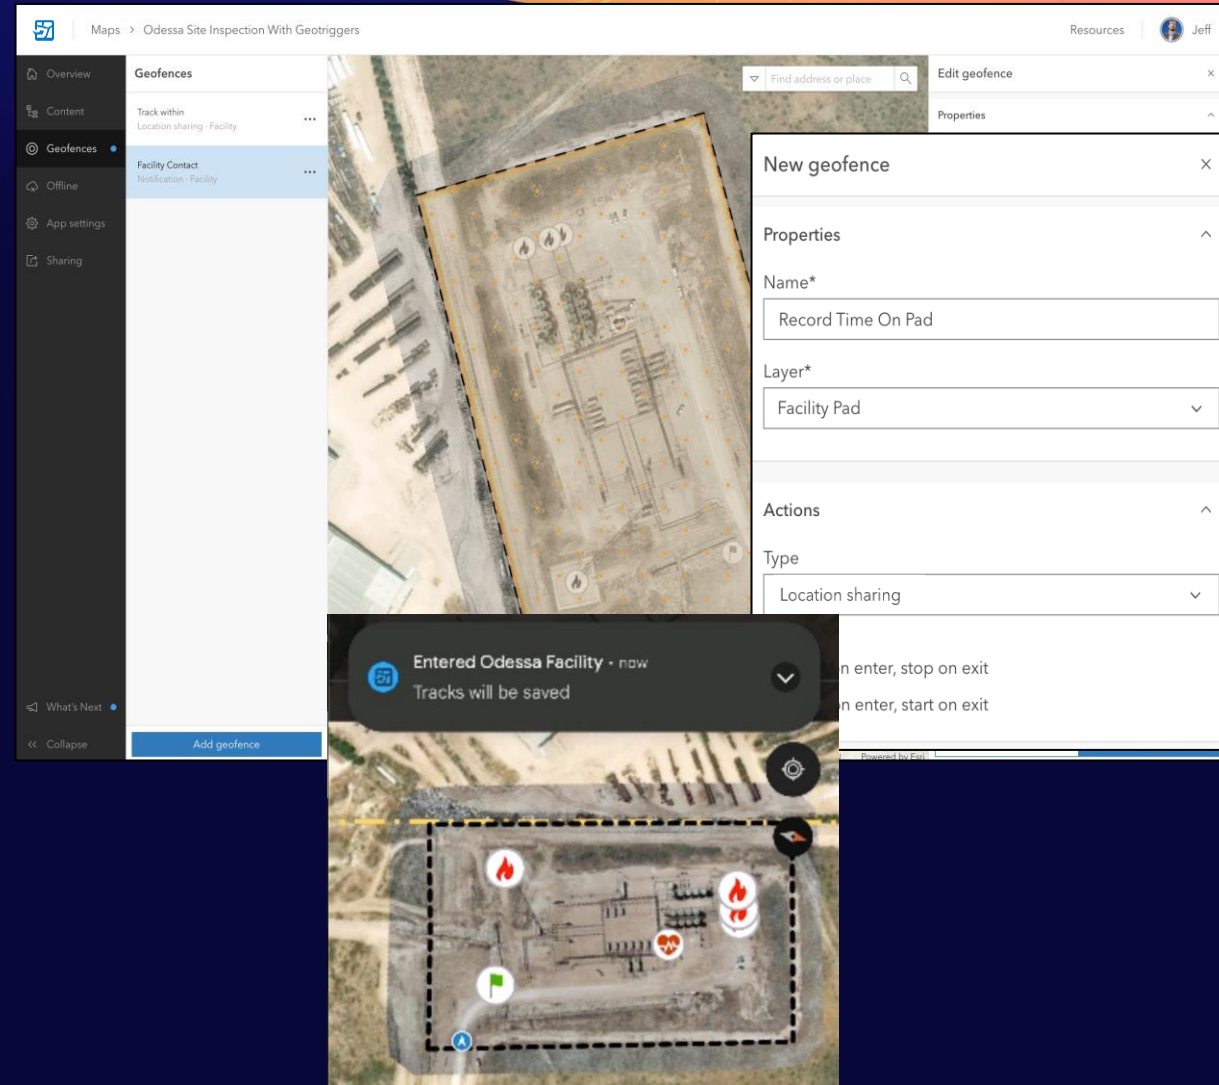 Maps > Odessa Site Inspection With Geotriggers
Resources
Jeff
Overview
Content
Geofences
Offline
App settings
Sharing
What's Next
<< Collapse
Geofences
Track within
Location sharing · Facility
Facility Contact
Notification · Facility
Add geofence
Find address or place
Edit geofence
Properties
New geofence
Properties
Name*
Record Time On Pad
Layer*
Facility Pad
Actions
Type
Location sharing
n enter, stop on exit
n enter, start on exit
Powered by Esri
Entered Odessa Facility • now
Tracks will be saved